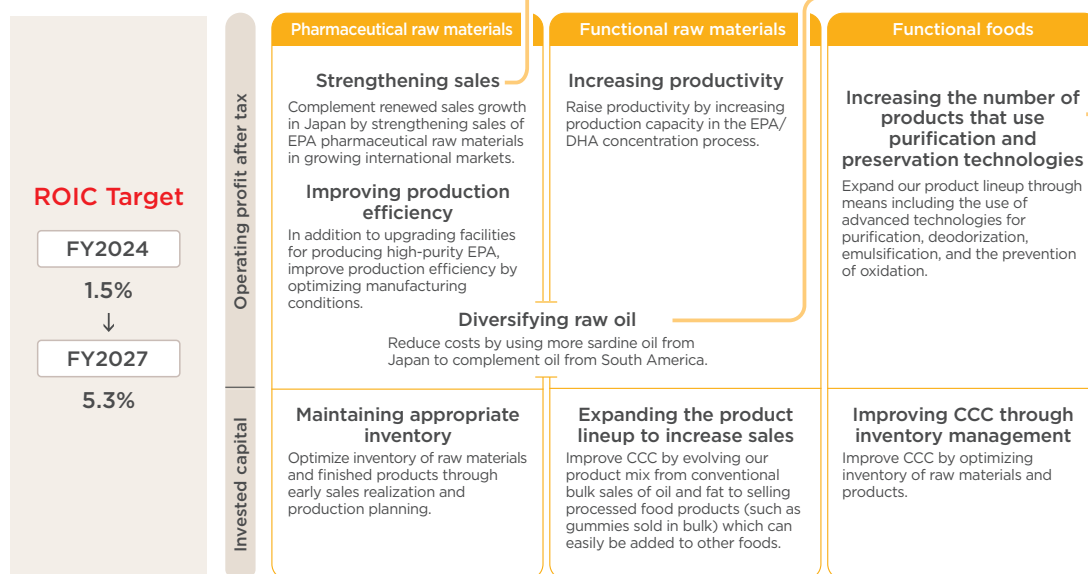 ROIC Target
FY2024
1.5%
↓
FY2027
5.3%
Operating profit after tax
Invested capital
Pharmaceutical raw materials
Strengthening sales
Complement renewed sales growth
in Japan by strengthening sales of
EPA pharmaceutical raw materials
in growing international markets.
Improving production
efficiency
In addition to upgrading facilities
for producing high-purity EPA,
improve production efficiency by
optimizing manufacturing
conditions.
Functional raw materials
Increasing productivity
Raise productivity by increasing
production capacity in the EPA/
DHA concentration process.
Diversifying raw oil
Reduce costs by using more sardine oil from
Japan to complement oil from South America.
Functional foods
Increasing the number of
products that use
purification and
preservation technologies
Expand our product lineup through
means including the use of
advanced technologies for
purification, deodorization,
emulsification, and the prevention
of oxidation.
Maintaining appropriate
inventory
Optimize inventory of raw materials
and finished products through
early sales realization and
production planning.
Expanding the product
lineup to increase sales
Improve CCC by evolving our
product mix from conventional
bulk sales of oil and fat to selling
processed food products (such as
gummies sold in bulk) which can
easily be added to other foods.
Improving CCC through
inventory management
Improve CCC by optimizing
inventory of raw materials and
products.